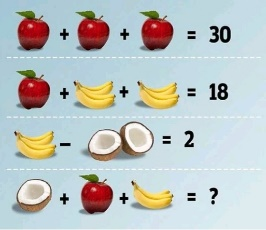 + + = 30
+ + = 18
– = 2
+ + = ?